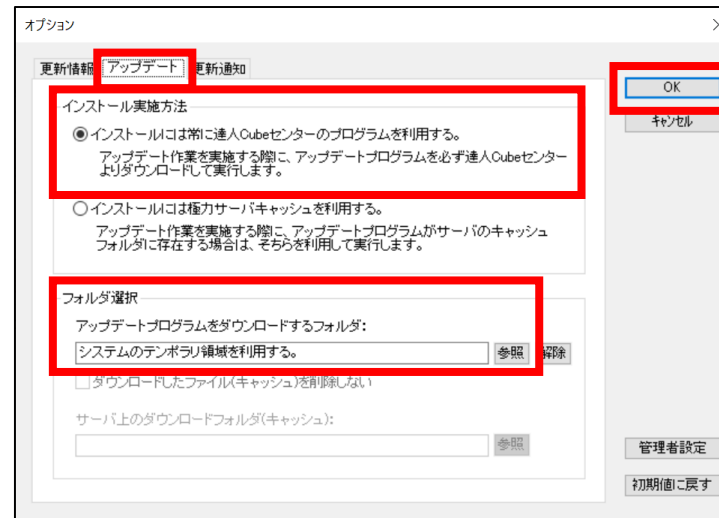 オプション
更新情報 アップデート 更新通知
OK
キャンセル
インストール実施方法
インストールには常に達人Cubeセンターのプログラムを利用する。
アップデート作業を実施する際に、アップデートプログラムを必ず達人Cubeセンター
よりダウンロードして実行します。
インストールには極力サーバキャッシュを利用する。
アップデート作業を実施する際に、アップデートプログラムがサーバのキャッシュ
フォルダに存在する場合は、そちらを利用して実行します。
フォルダ選択
アップデートプログラムをダウンロードするフォルダ:
システムのテンポラリ領域を利用する。 参照 解除
ダウンロードしたファイル(キャッシュ)を削除しない
サーバ上のダウンロードフォルダ(キャッシュ):
参照
管理者設定
初期値に戻す